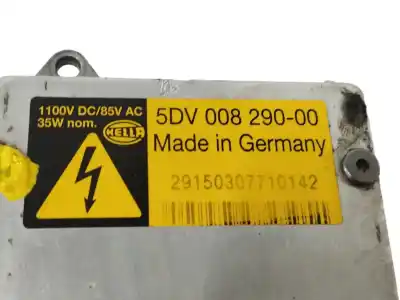 1100V DC/85V AC
35W nom.
HELLA
5DV 008 290-00
Made in Germany
29150307710142